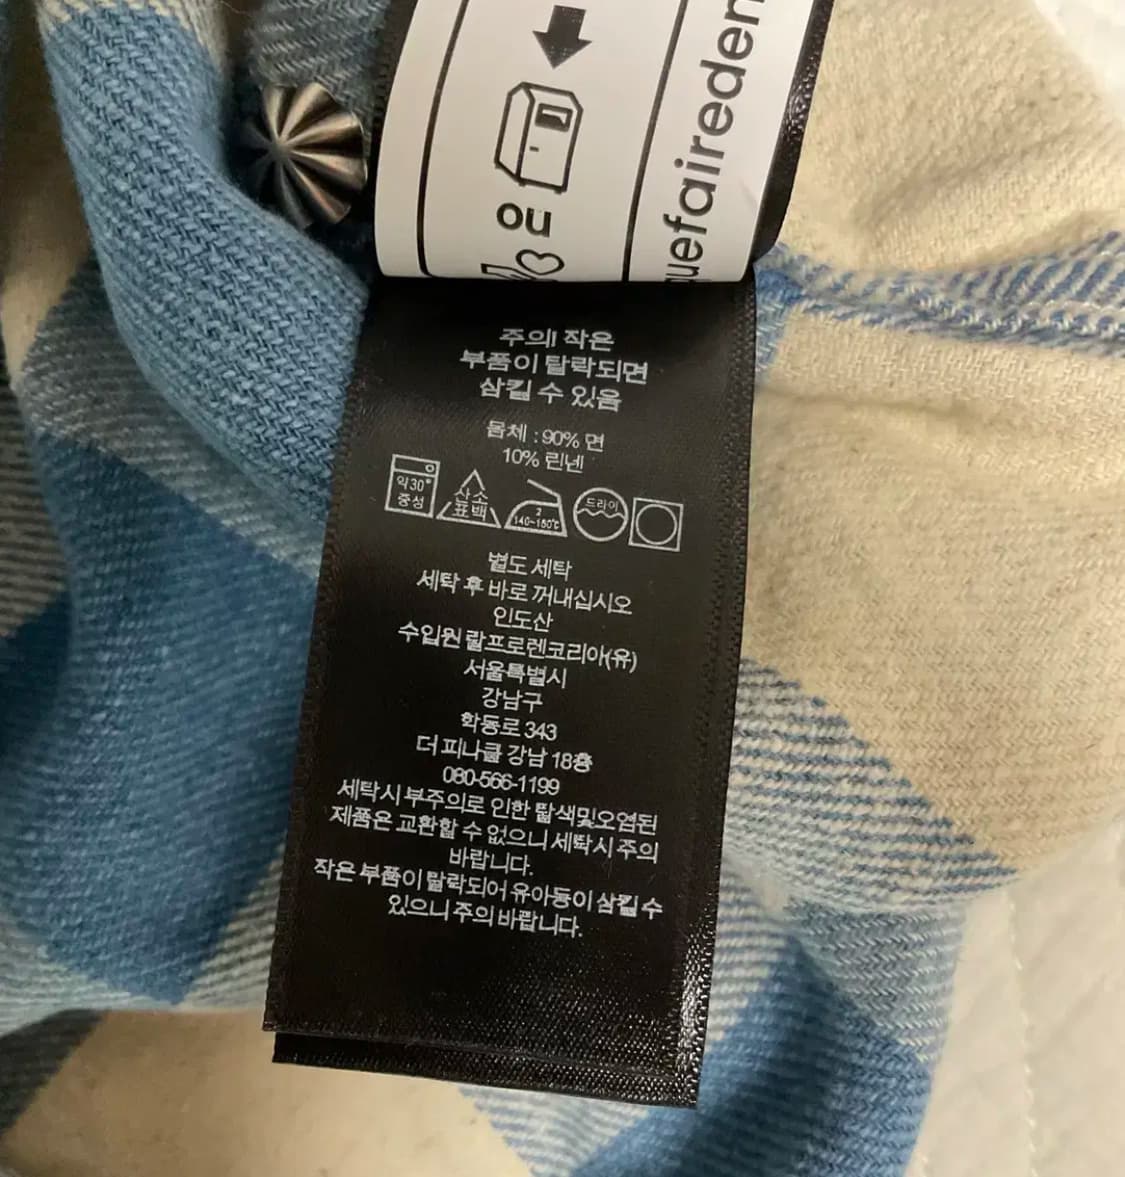 quefaireden
OU
주의! 작은
부품이 탈락되면
삼킬 수 있음
몸체 : 90% 면
10% 린넨
약30°
중성
산소
표백
2
140~160℃
드라이
별도 세탁
세탁 후 바로 꺼내십시오
인도산
수입원 랄프로렌코리아(유)
서울특별시
강남구
학동로 343
더 피나클 강남 18층
080-566-1199
세탁시 부주의로 인한 탈색및오염된
제품은 교환할 수 없으니 세탁시 주의
바랍니다.
작은 부품이 탈락되어 유아등이 삼킬 수
있으니 주의 바랍니다.